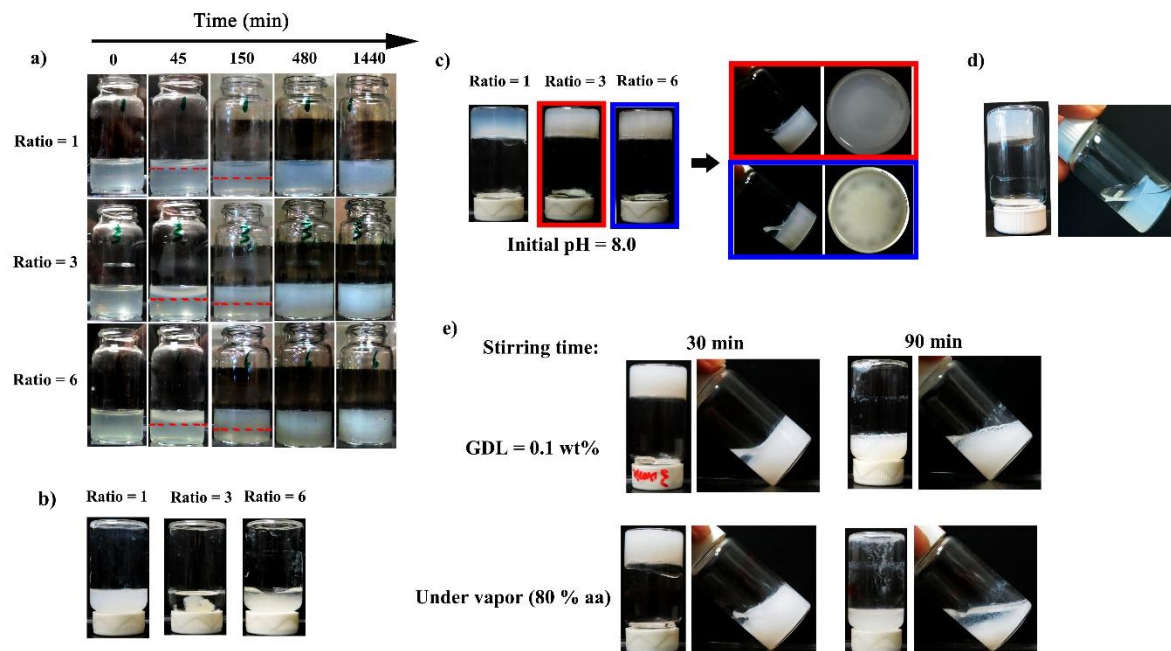 Time (min)
a)
0 45 150 480 1440
Ratio = 1
Ratio = 3
Ratio = 6
b)
Ratio = 1 Ratio = 3 Ratio = 6
c)
Ratio = 1 Ratio = 3 Ratio = 6
Initial pH = 8.0
d)
e)
Stirring time: 30 min 90 min
GDL = 0.1 wt%
Under vapor (80 % aa)